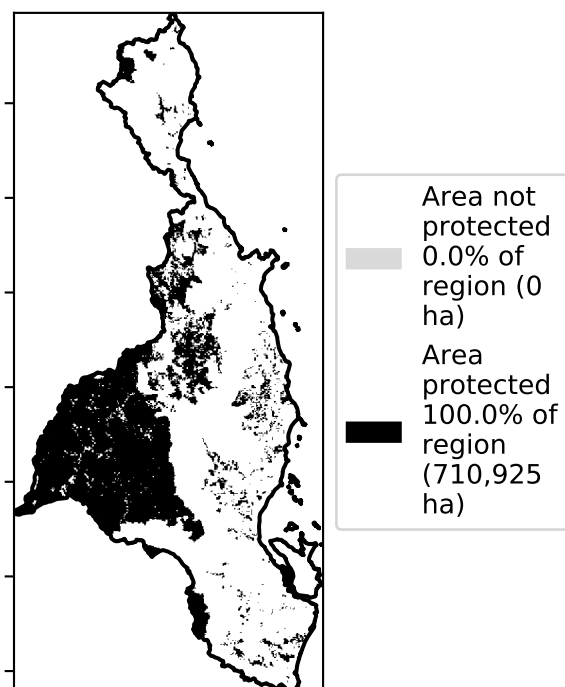 Area not
protected
0.0% of
region (0
ha)
Area
protected
100.0% of
region
(710,925
ha)